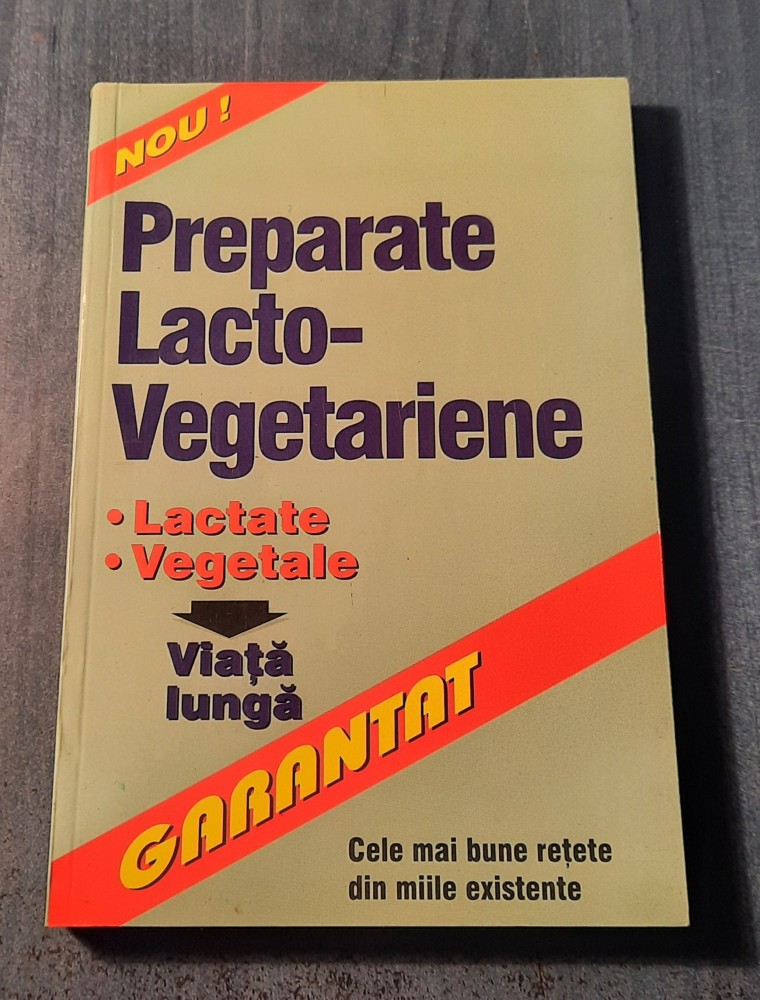 NOU !
Preparate
Lacto-
Vegetariene
• Lactate
• Vegetale
Viață
lungă
GARANTAT
Cele mai bune rețete
din miile existente